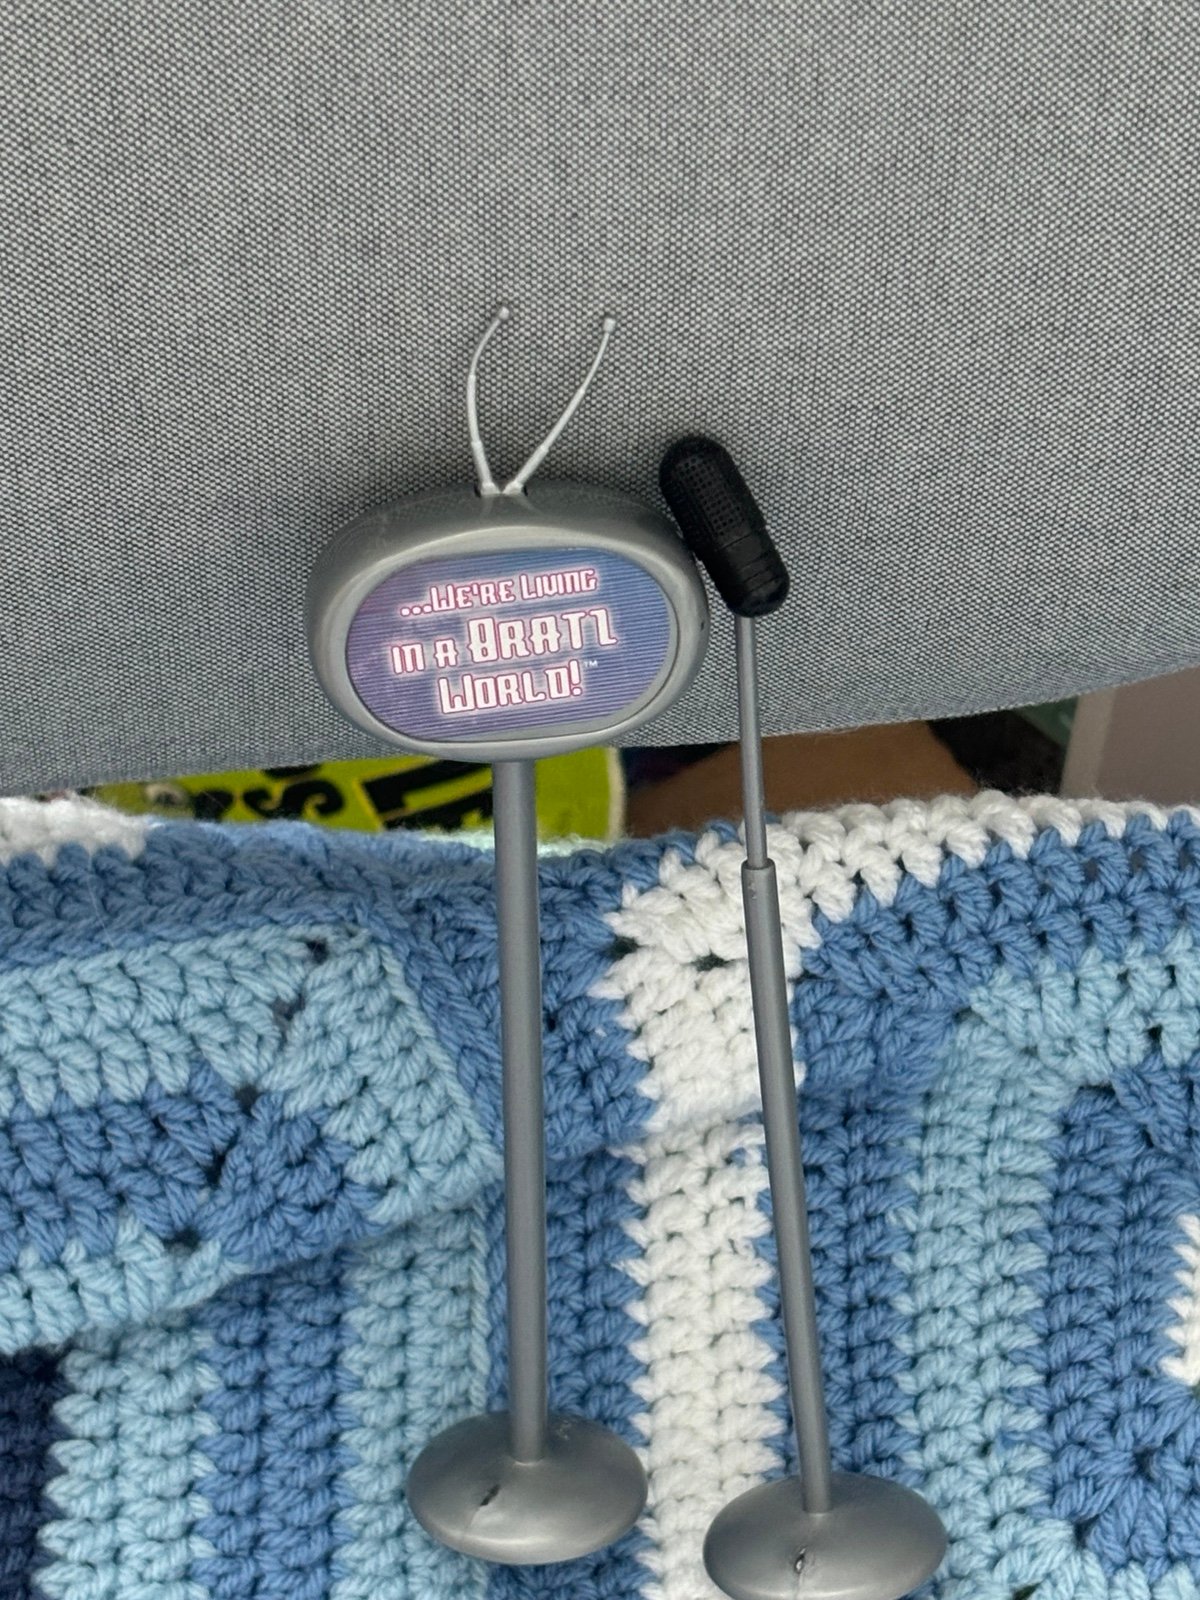 ...WE'RE LIVING
IN A BRATZ
WORLD!™